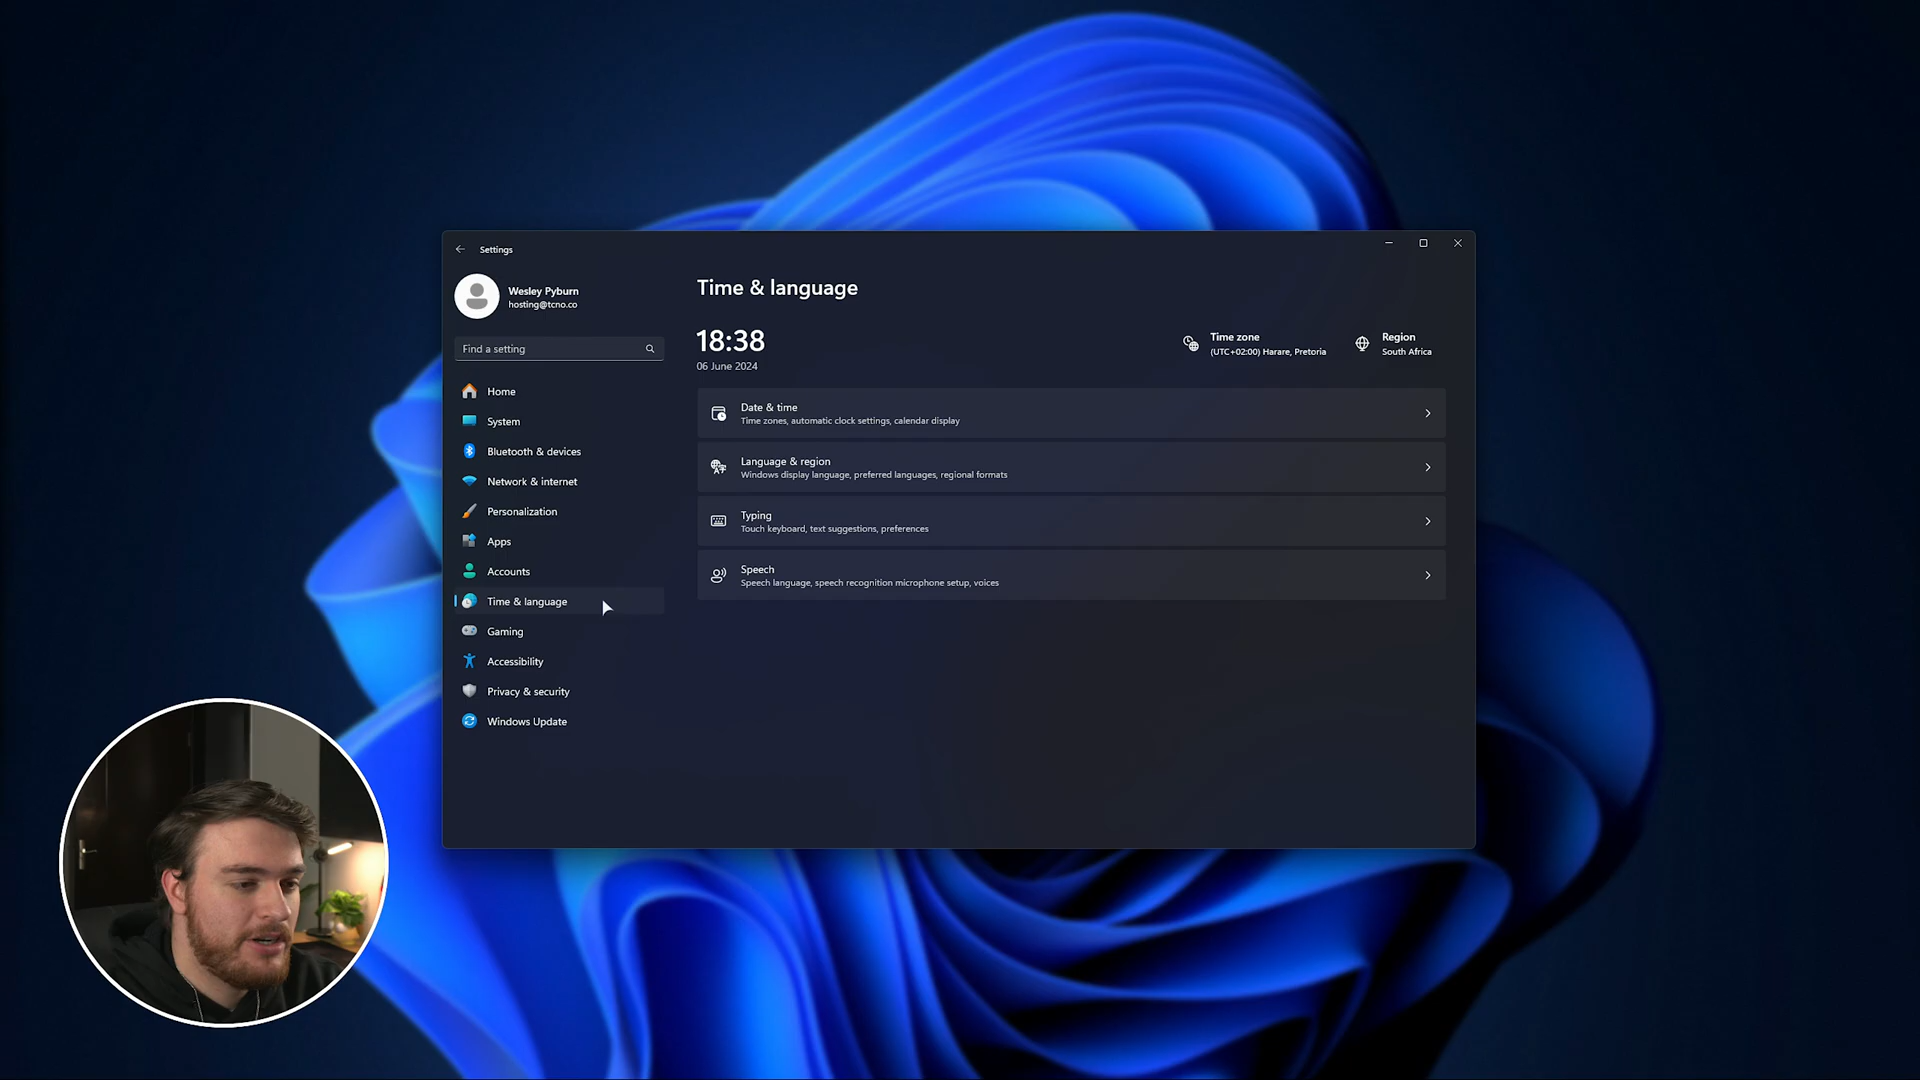 Settings
Wesley Pyburn
hosting@tcno.co
Find a setting
Home
System
Bluetooth & devices
Network & internet
Personalization
Apps
Accounts
Time & language
Gaming
Accessibility
Privacy & security
Windows Update
Time & language
18:38
06 June 2024
Time zone
(UTC+02:00) Harare, Pretoria
Region
South Africa
Date & time
Time zones, automatic clock settings, calendar display
Language & region
Windows display language, preferred languages, regional formats
Typing
Touch keyboard, text suggestions, preferences
Speech
Speech language, speech recognition microphone setup, voices